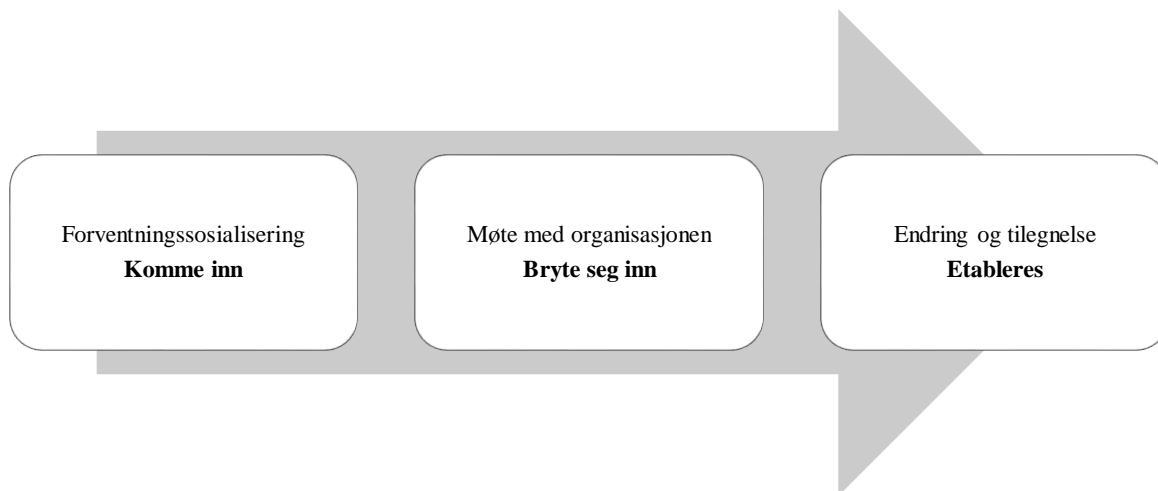 Forventningssosialisering
Komme inn
Møte med organisasjonen
Bryte seg inn
Endring og tilegnelse
Etableres